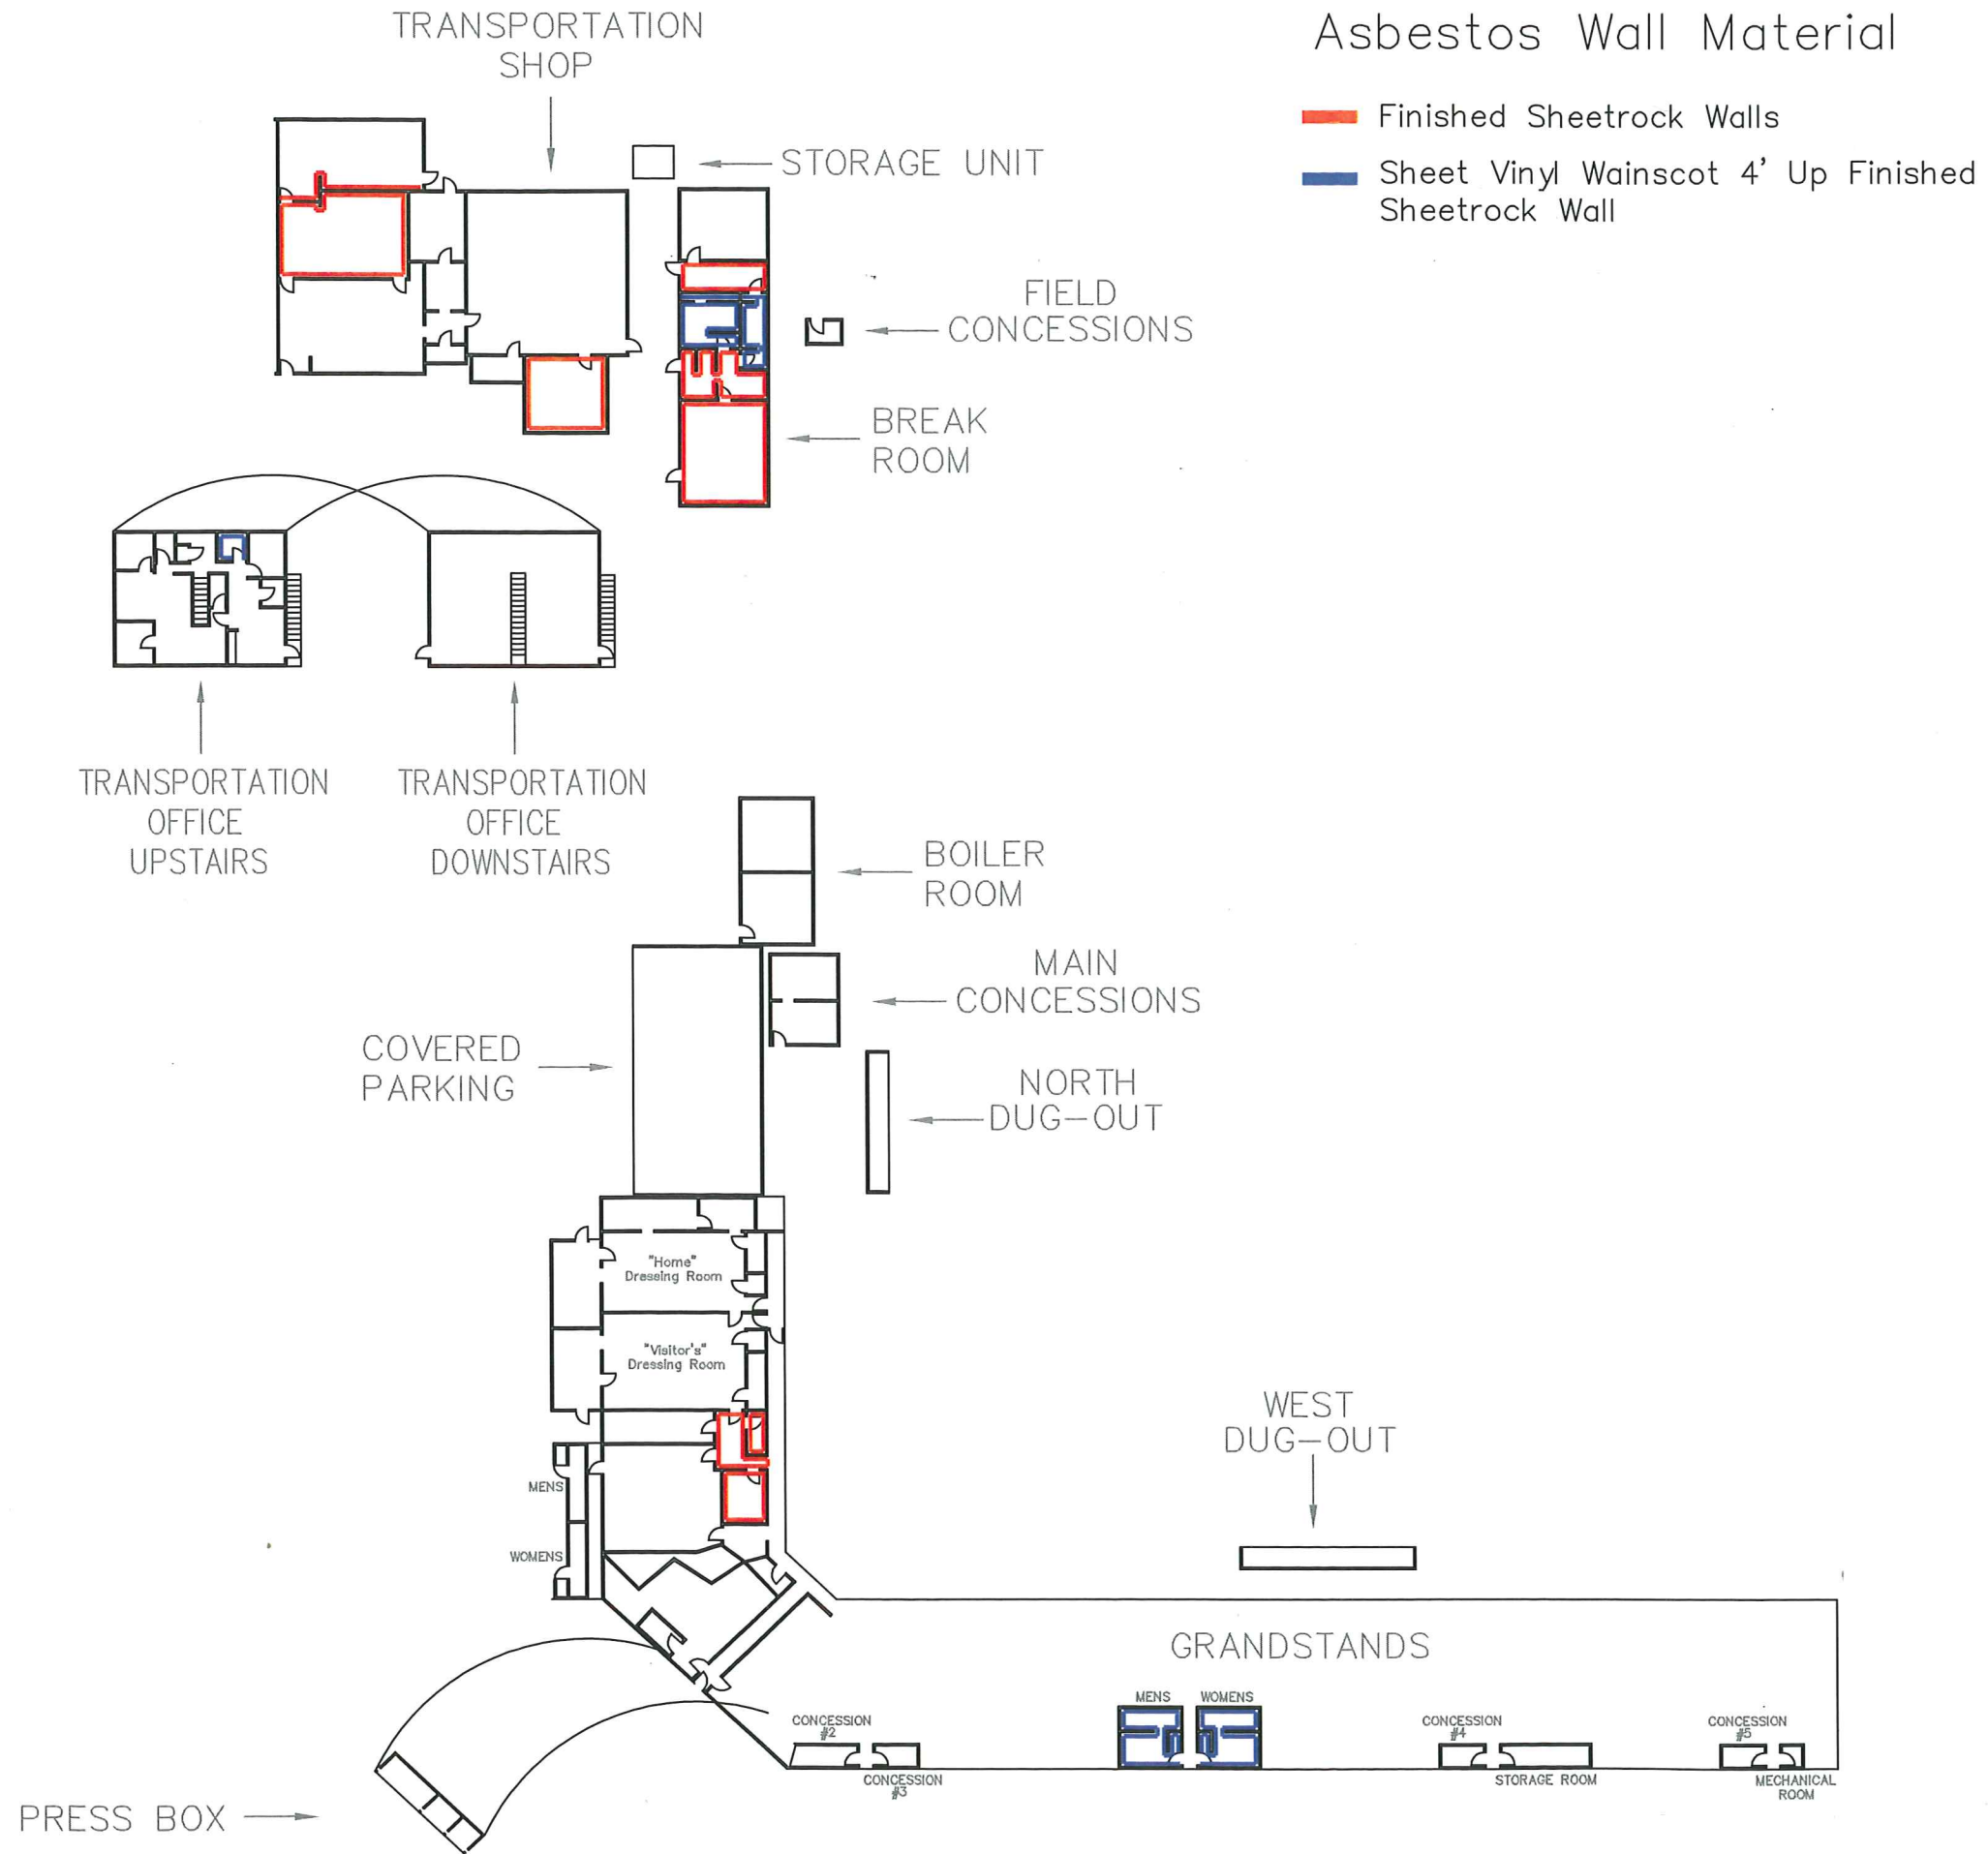 TRANSPORTATION
SHOP
Asbestos Wall Material
Finished Sheetrock Walls
Sheet Vinyl Wainscot 4' Up Finished
Sheetrock Wall
STORAGE UNIT
FIELD
CONCESSIONS
BREAK
ROOM
TRANSPORTATION
OFFICE
UPSTAIRS
TRANSPORTATION
OFFICE
DOWNSTAIRS
BOILER
ROOM
MAIN
CONCESSIONS
COVERED
PARKING
NORTH
DUG-OUT
"Home"
Dressing Room
"Visitor's"
Dressing Room
WEST
DUG-OUT
MENS
WOMENS
GRANDSTANDS
MENS
WOMENS
CONCESSION
#2
CONCESSION
#3
CONCESSION
#4
STORAGE ROOM
CONCESSION
#5
MECHANICAL
ROOM
PRESS BOX